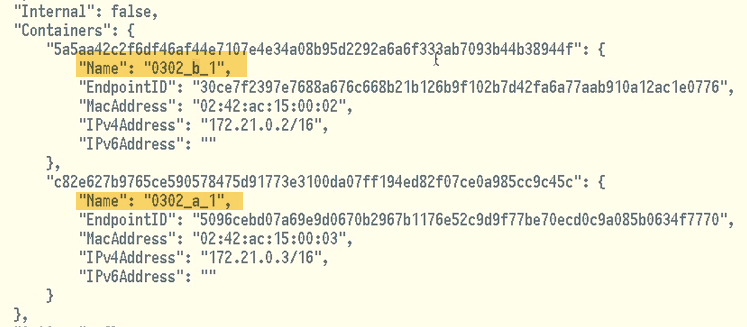 "Internal": false,
"Containers": {
"5a5aa42c2f6df46af44e7107e4e34a08b95d2292a6a6f333ab7093b44b38944f": {
"Name": "0302_b_1",
"EndpointID": "30ce7f2397e7688a676c668b21b126b9f102b7d42fa6a77aab910a12ac1e0776",
"MacAddress": "02:42:ac:15:00:02",
"IPv4Address": "172.21.0.2/16",
"IPv6Address": ""
},
"c82e627b9765ce590578475d91773e3100da07ff194ed82f07ce0a985cc9c45c": {
"Name": "0302_a_1",
"EndpointID": "5096cebd07a69e9d0670b2967b1176e52c9d9f77be70ecd0c9a085b0634f7770",
"MacAddress": "02:42:ac:15:00:03",
"IPv4Address": "172.21.0.3/16",
"IPv6Address": ""
}
},